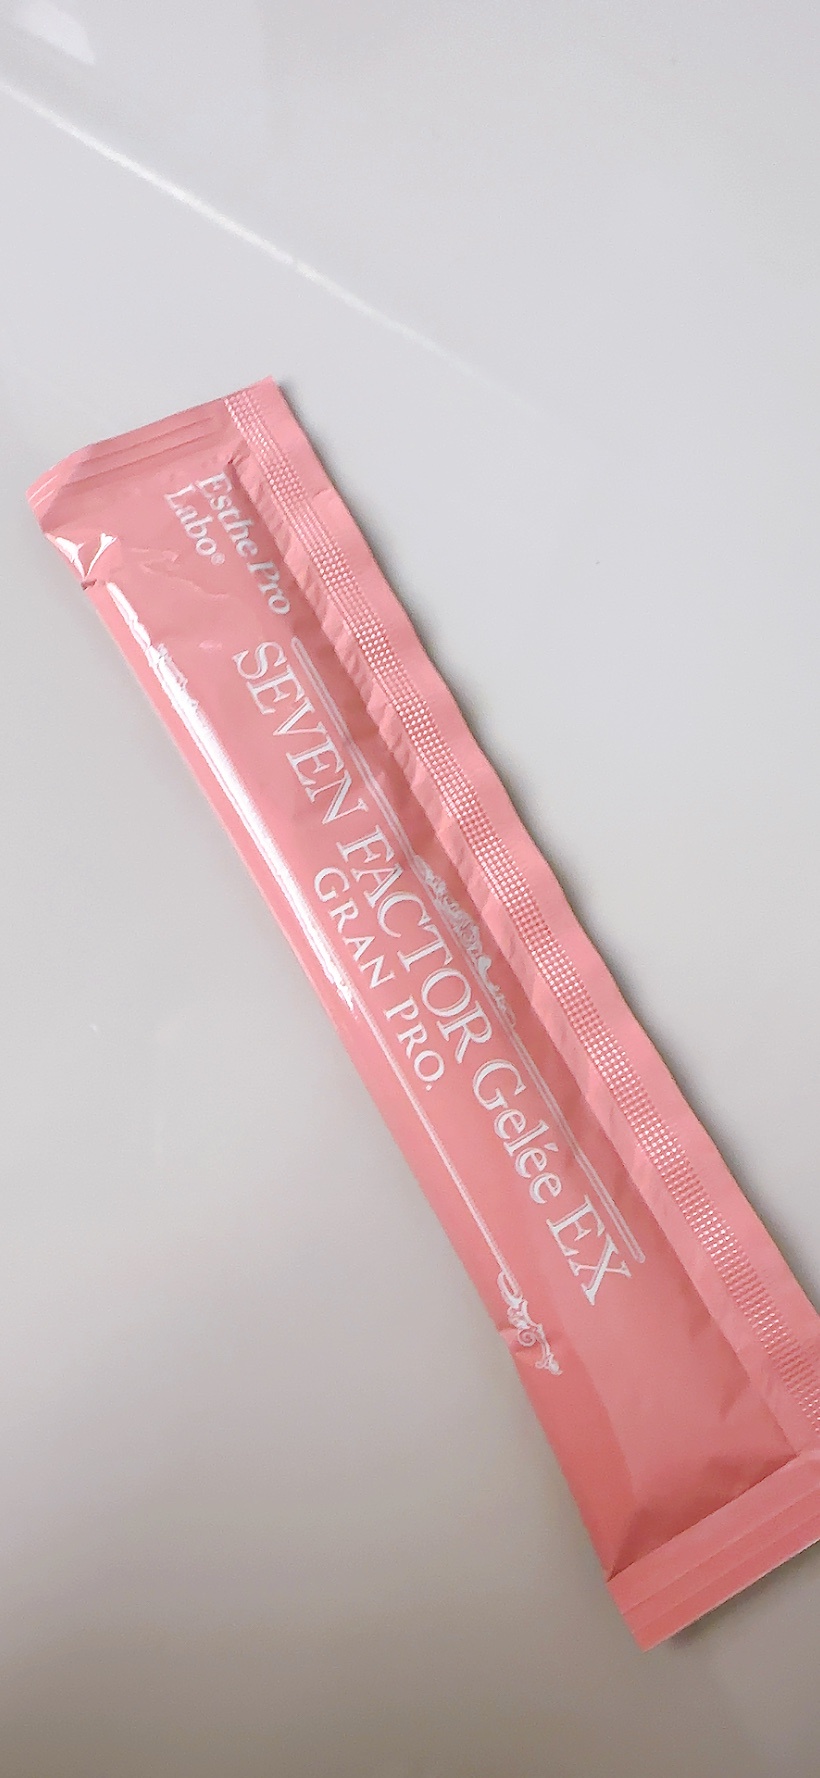 Esthe Pro
Labo®
SEVEN FACTOR Gelée EX
GRAN PRO.